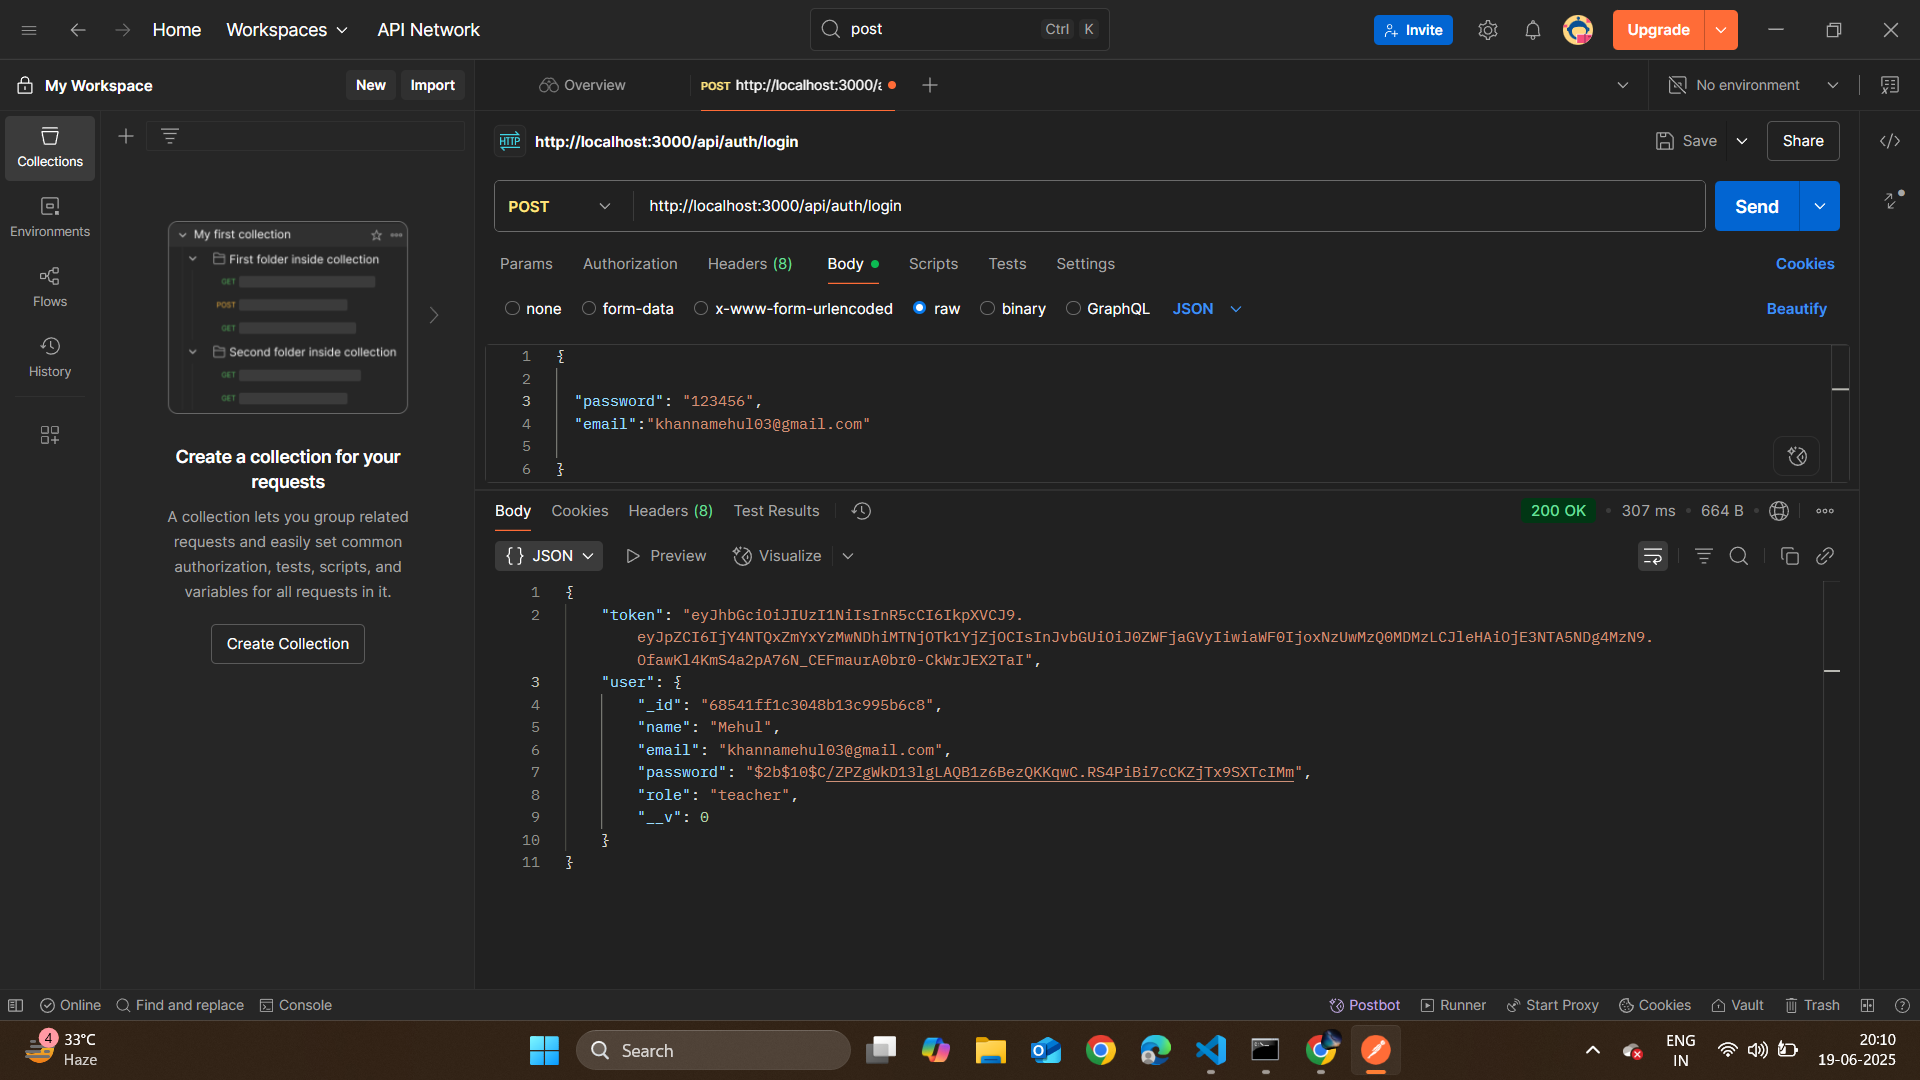 Home
Workspaces
API Network
post
Ctrl
K
Invite
Upgrade
My Workspace
New
Import
Overview
POST http://localhost:3000/a
No environment
Collections
Environments
Flows
History
My first collection
First folder inside collection
GET
POST
GET
Second folder inside collection
GET
GET
Create a collection for your
requests
A collection lets you group related
requests and easily set common
authorization, tests, scripts, and
variables for all requests in it.
Create Collection
HTTP
http://localhost:3000/api/auth/login
Save
Share
POST
http://localhost:3000/api/auth/login
Send
Params
Authorization
Headers (8)
Body
Scripts
Tests
Settings
Cookies
none
form-data
x-www-form-urlencoded
raw
binary
GraphQL
JSON
Beautify
1 {
2
3 "password": "123456",
4 "email":"khannamehul03@gmail.com"
5
6 }
Body
Cookies
Headers (8)
Test Results
200 OK
307 ms
664 B
{} JSON
Preview
Visualize
1 {
2 "token": "eyJhbGciOiJIUzI1NiIsInR5cCI6IkpXVCJ9.
eyJpZCI6IjY4NTQxZmYxYzMwNDhiMTNjOTk1YjZjOCIsInJvbGUiOiJ0ZWFjaGVyIiwiaWF0IjoxNzUwMzQ0MDMzLCJleHAiOjE3NTA5NDg4MzN9.
OfawKl4KmS4a2pA76N_CEFmaurA0br0-CkWrJEX2TaI",
3 "user": {
4 "_id": "68541ff1c3048b13c995b6c8",
5 "name": "Mehul",
6 "email": "khannamehul03@gmail.com",
7 "password": "$2b$10$C/ZPZgWkD13lgLAQB1z6BezQKKqwC.RS4PiBi7cCKZjTx9SXTcIMm",
8 "role": "teacher",
9 "__v": 0
10 }
11 }
Online
Find and replace
Console
Postbot
Runner
Start Proxy
Cookies
Vault
Trash
4
33°C
Haze
Search
ENG
IN
20:10
19-06-2025